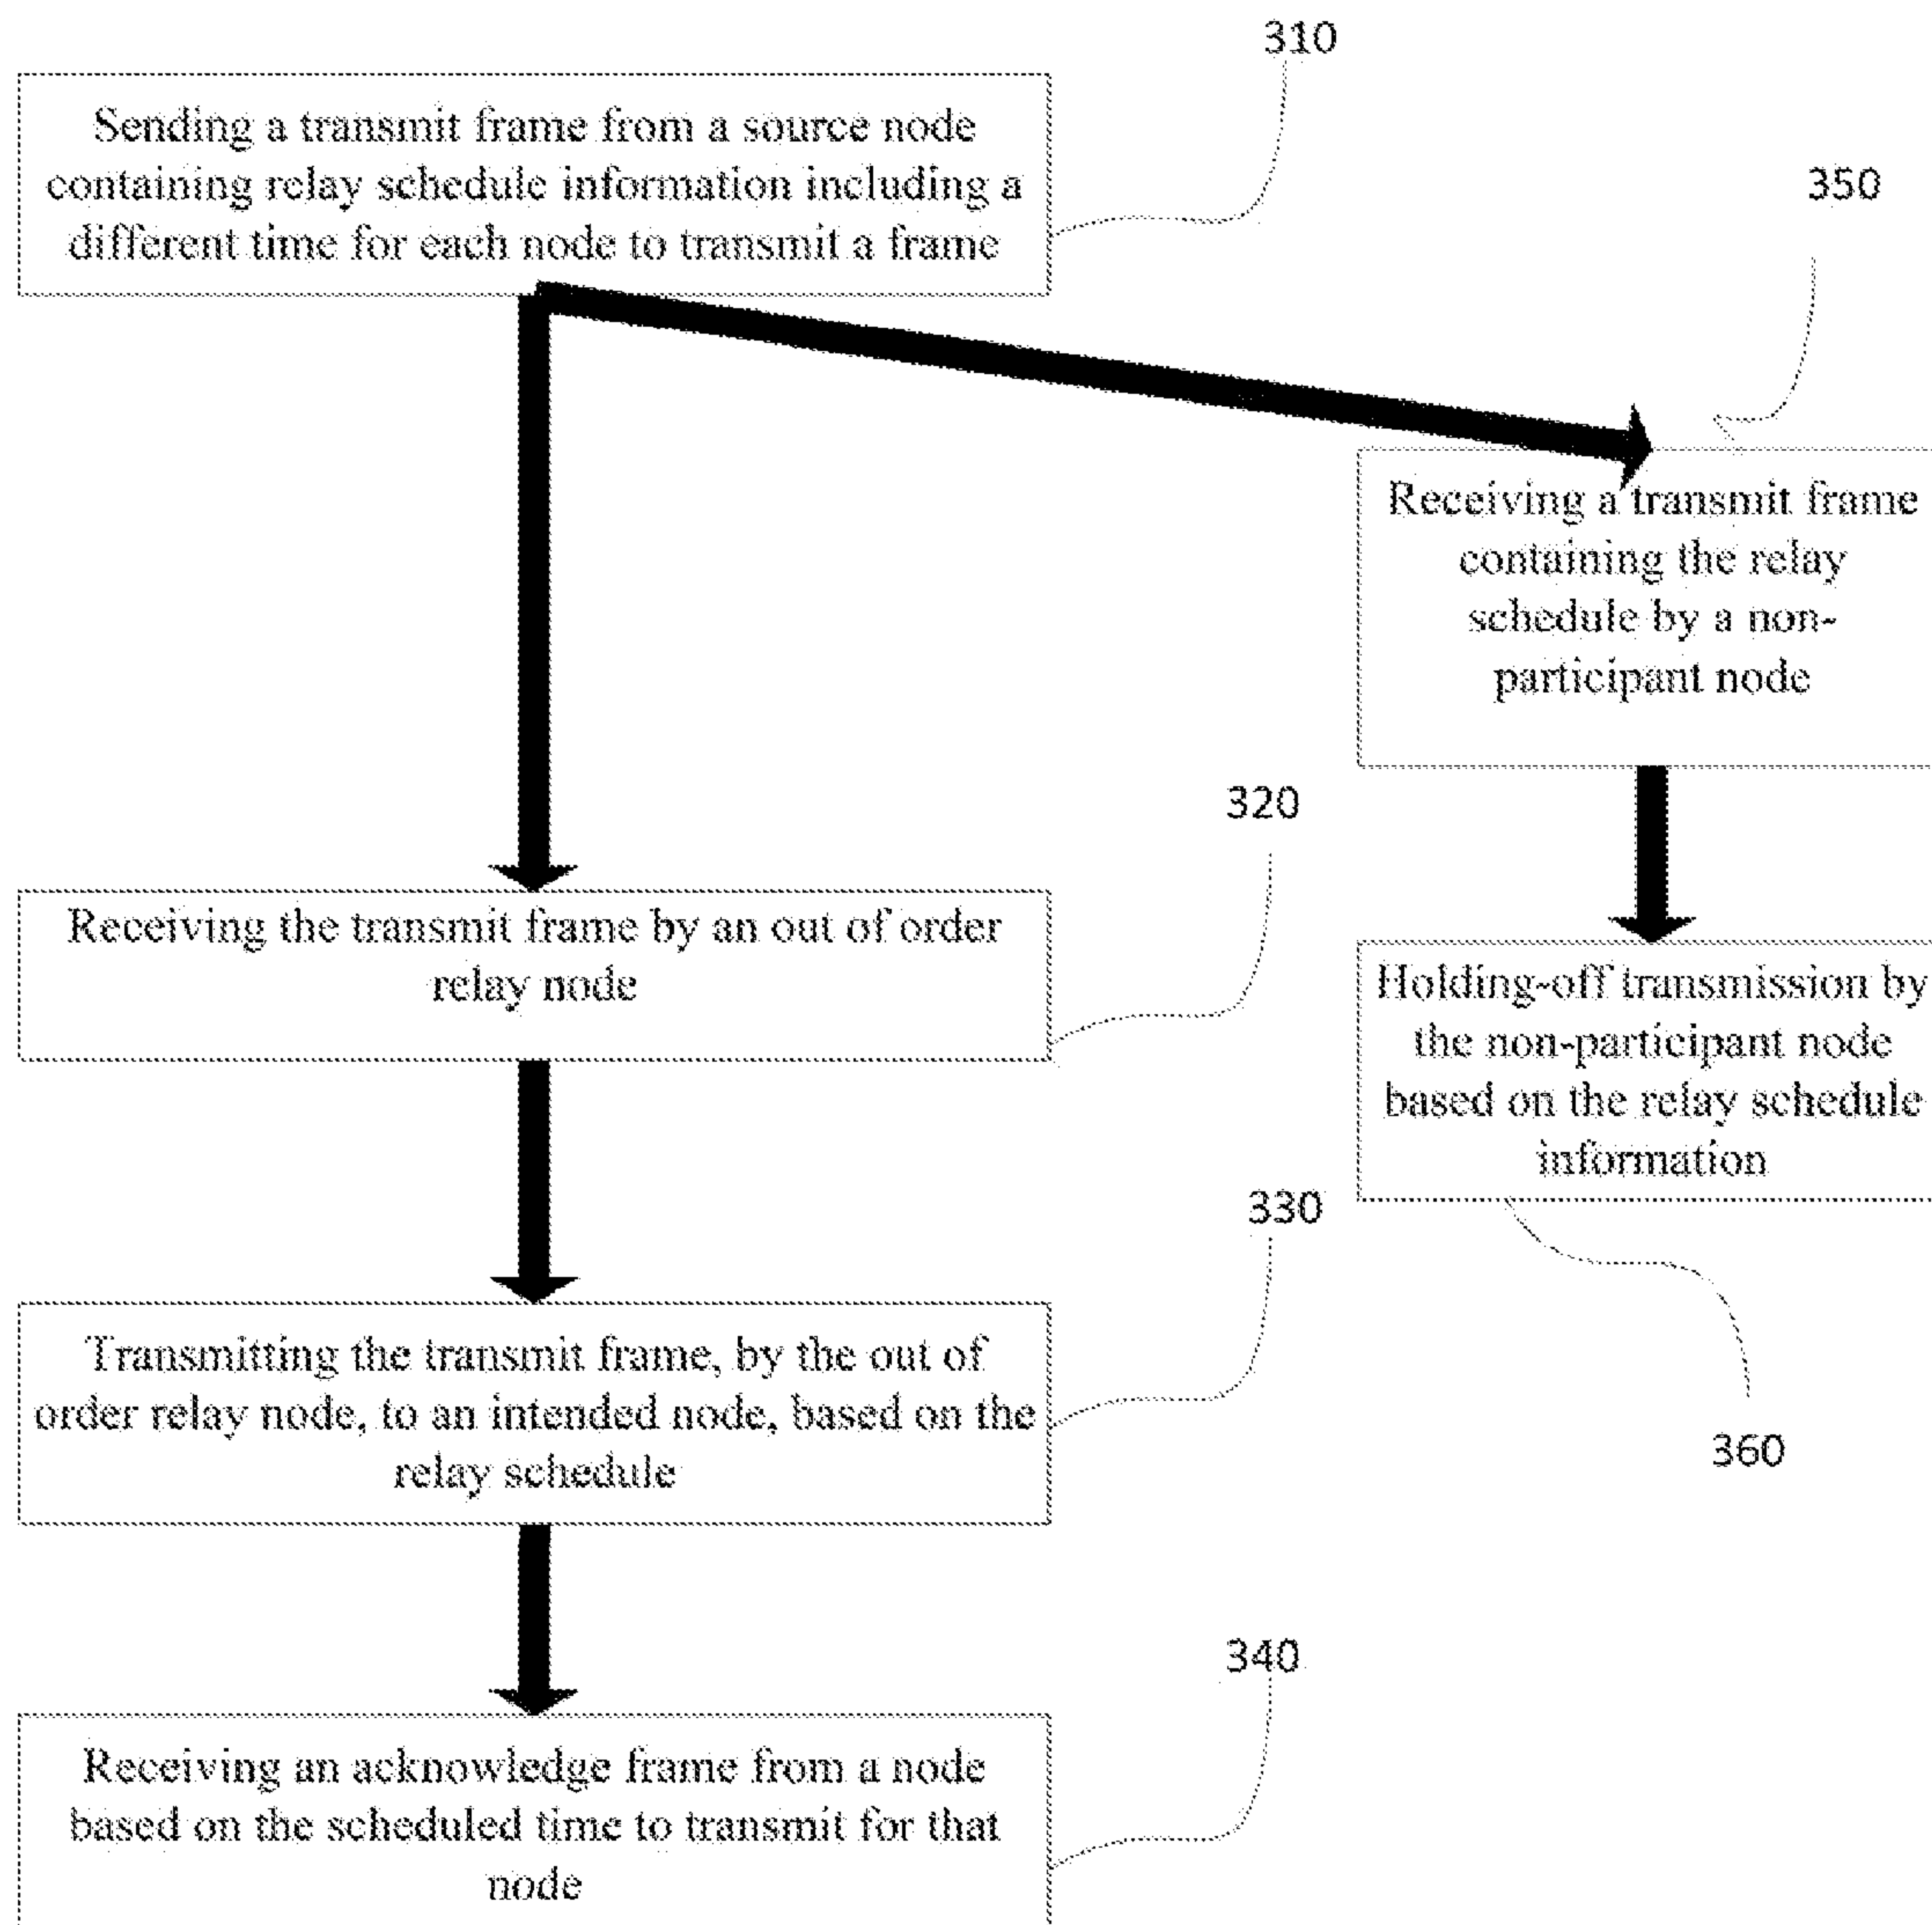 310
Sending a transmit frame from a source node
containing relay schedule information including a
different time for each node to transmit a frame
350
Receiving a transmit frame
containing the relay
schedule by a non-
participant node
320
Receiving the transmit frame by an out of order
relay node
Holding-off transmission by
the non-participant node
based on the relay schedule
information
330
Transmitting the transmit frame, by the out of
order relay node, to an intended node, based on the
relay schedule
360
340
Receiving an acknowledge frame from a node
based on the scheduled time to transmit for that
node